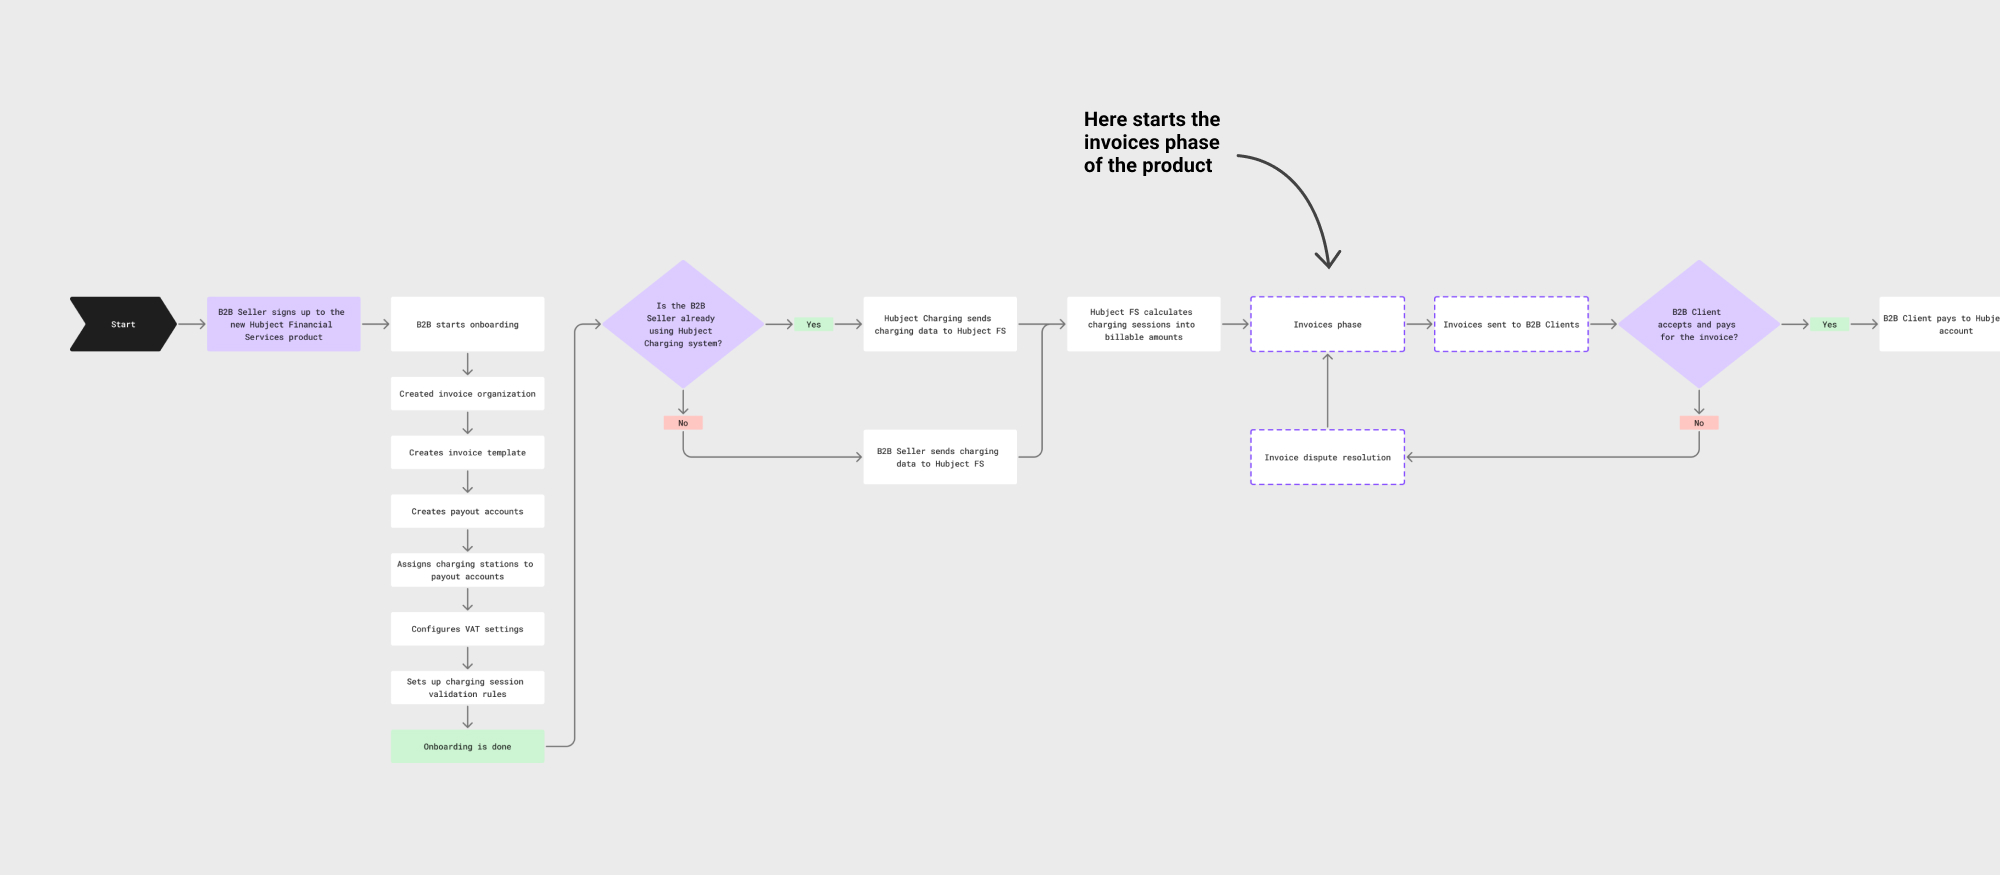 Here starts the
invoices phase
of the product
Start
B2B Seller signs up to the
new Hubject Financial
Services product
B2B starts onboarding
Created invoice organization
Creates invoice template
Creates payout accounts
Assigns charging stations to
payout accounts
Configures VAT settings
Sets up charging session
validation rules
Onboarding is done
Is the B2B
Seller already
using Hubject
Charging system?
Yes
No
Hubject Charging sends
charging data to Hubject FS
B2B Seller sends charging
data to Hubject FS
Hubject FS calculates
charging sessions into
billable amounts
Invoices phase
Invoice dispute resolution
Invoices sent to B2B Clients
B2B Client
accepts and pays
for the invoice?
Yes
No
B2B Client pays to
account